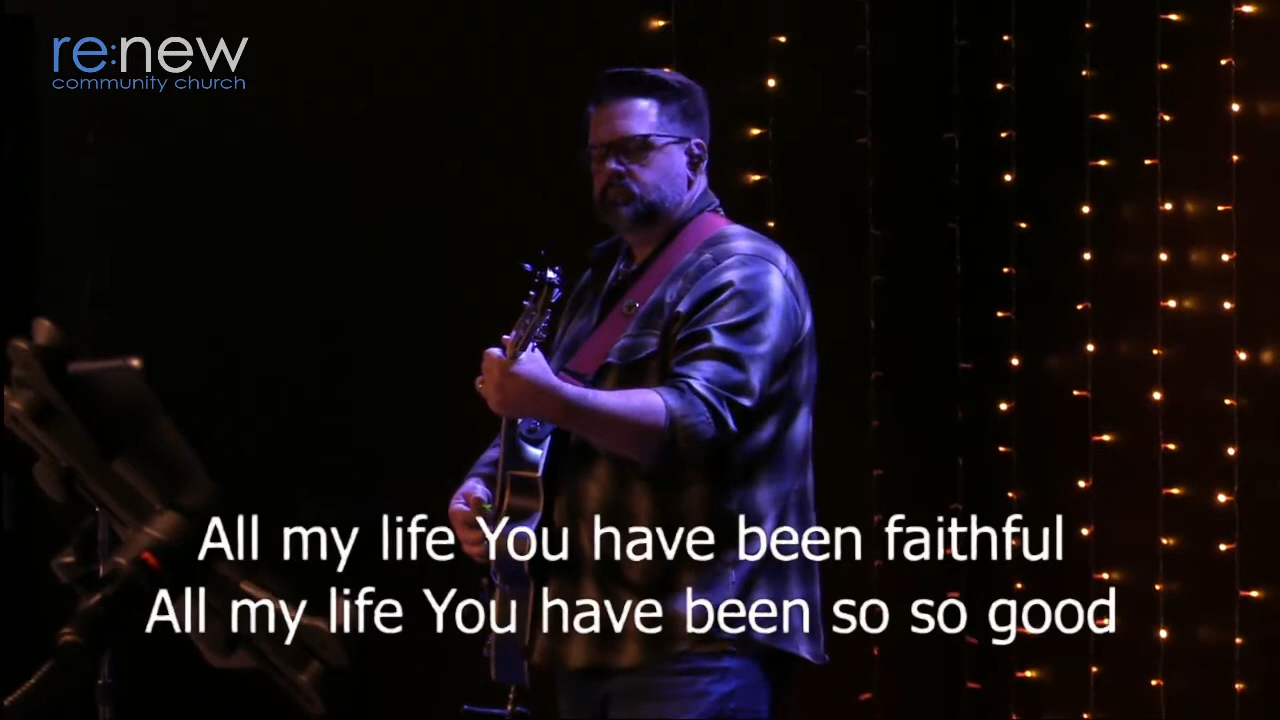 re:new
community church
All my life You have been faithful
All my life You have been so so good